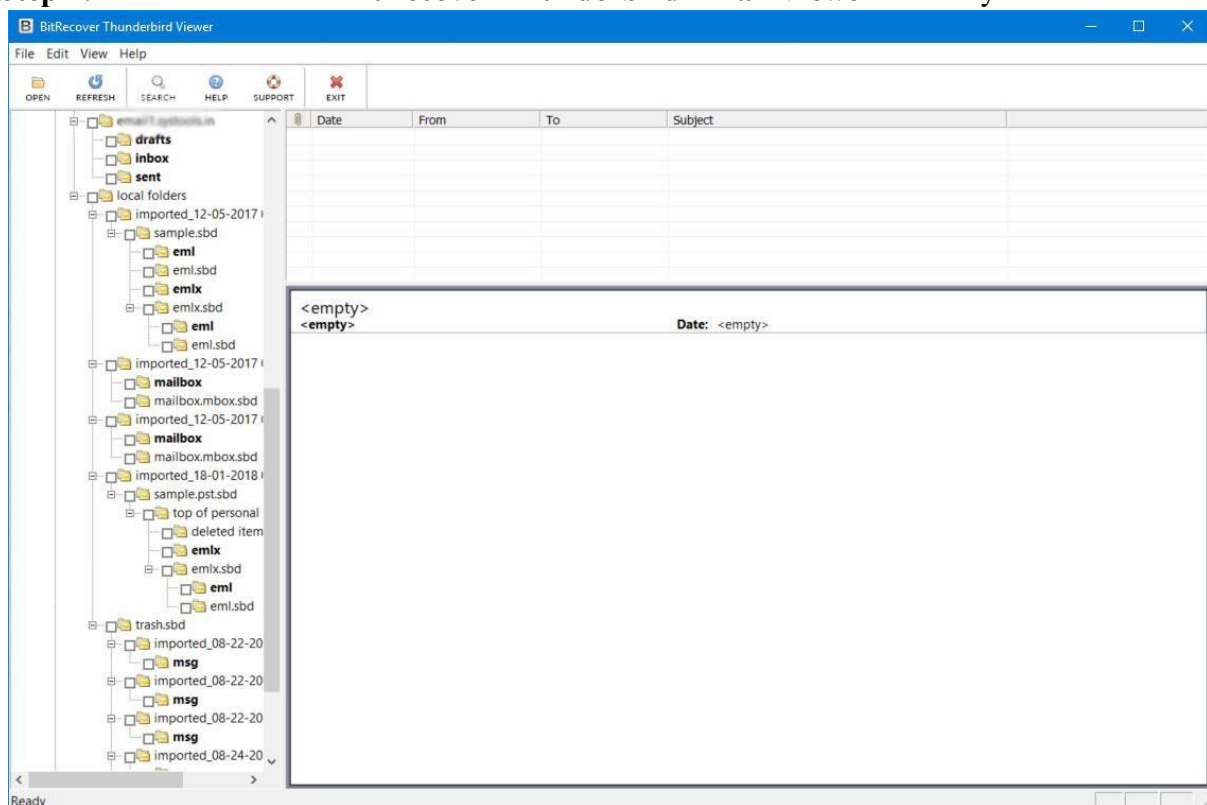 BitRecover Thunderbird Viewer
File Edit View Help
OPEN REFRESH SEARCH HELP SUPPORT EXIT
drafts
inbox
sent
local folders
imported_12-05-2017
sample.sbd
eml
eml.sbd
emlx
emlx.sbd
eml
eml.sbd
imported_12-05-2017
mailbox
mailbox.mbox.sbd
imported_12-05-2017
mailbox
mailbox.mbox.sbd
imported_18-01-2018
sample.pst.sbd
top of personal
deleted item
emlx
emlx.sbd
eml
eml.sbd
trash.sbd
imported_08-22-20
msg
imported_08-22-20
msg
imported_08-22-20
msg
imported_08-24-20
Date From To Subject
<empty>
<empty> Date: <empty>
Ready